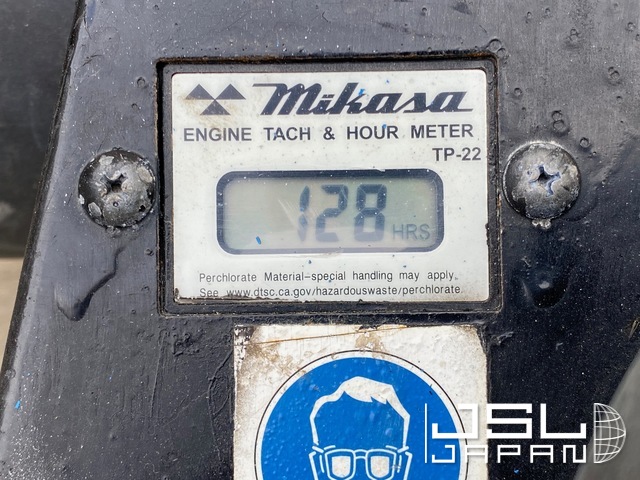 Mikasa
ENGINE TACH & HOUR METER
TP-22
128 HRS
Perchlorate Material-special handling may apply.
See www.dtsc.ca.gov/hazardouswaste/perchlorate.
JSL
JAPAN